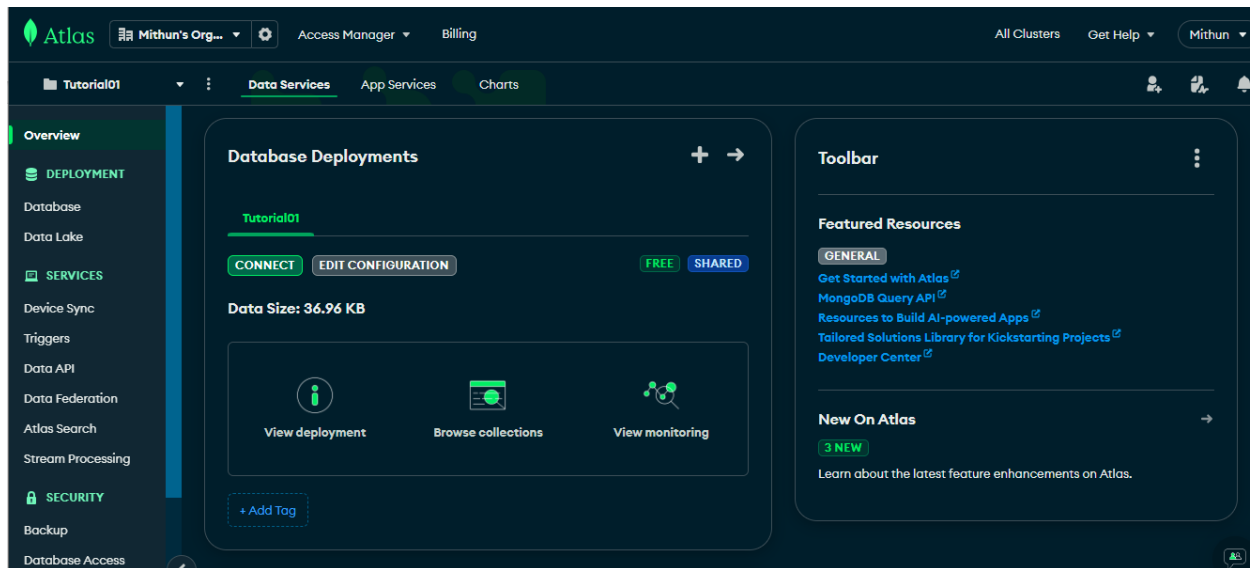 Atlas
Mithun's Org...
Access Manager
Billing
All Clusters
Get Help
Mithun
Tutorial01
Data Services
App Services
Charts
Overview
DEPLOYMENT
Database
Data Lake
SERVICES
Device Sync
Triggers
Data API
Data Federation
Atlas Search
Stream Processing
SECURITY
Backup
Database Access
Database Deployments
Tutorial01
CONNECT
EDIT CONFIGURATION
FREE
SHARED
Data Size: 36.96 KB
View deployment
Browse collections
View monitoring
+ Add Tag
Toolbar
Featured Resources
GENERAL
Get Started with Atlas
MongoDB Query API
Resources to Build AI-powered Apps
Tailored Solutions Library for Kickstarting Projects
Developer Center
New On Atlas
3 NEW
Learn about the latest feature enhancements on Atlas.